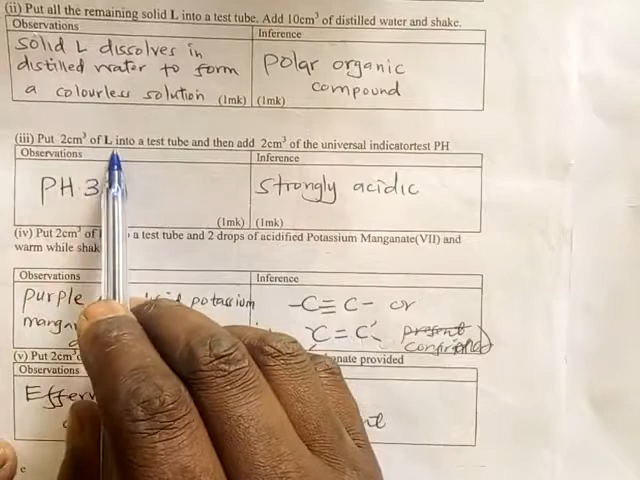 (ii) Put all the remaining solid L into a test tube. Add 10cm³ of distilled water and shake.
Observations
Inference
solid L dissolves in
distilled water to form
a colourless solution (1mk)
Polar organic
compound
(1mk)
(iii) Put 2cm³ of L into a test tube and then add 2cm³ of the universal indicatortest PH
Observations
Inference
PH 3
(1mk)
Strongly acidic
(1mk)
(iv) Put 2cm³ of a test tube and 2 drops of acidified Potassium Manganate(VII) and
warm while shak
Observations
Inference
purple potassium
-C≡C- or
C=C present
confirmed
(v) Put 2cm³ nate provided
Observations